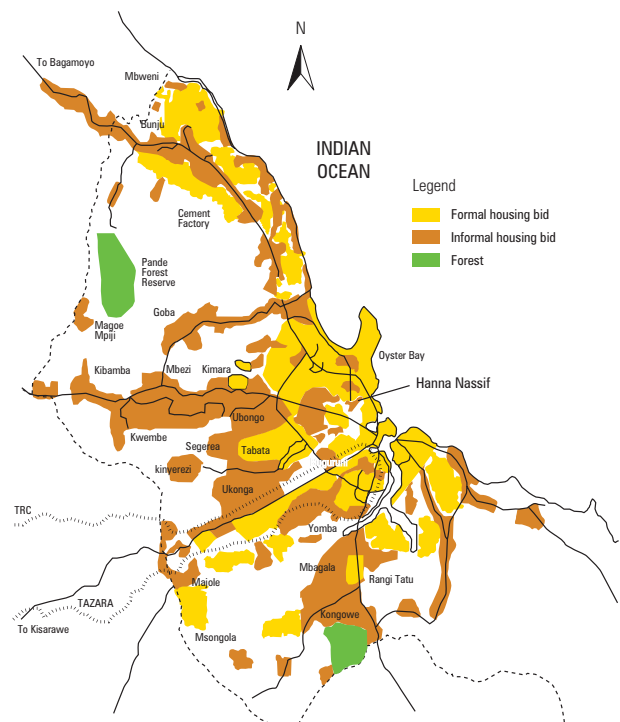 N
To Bagamoyo
Mbweni
Bunju
INDIAN
OCEAN
Legend
Formal housing bid
Informal housing bid
Forest
Cement
Factory
Pande
Forest
Reserve
Goba
Magoe
Mpiji
Oyster Bay
Kibamba
Mbezi
Kimara
Hanna Nassif
Ubongo
Kwembe
Segerea
Tabata
kinyerezi
Ukonga
TRC
Yomba
Mbagala
Rangi Tatu
Majole
TAZARA
Kongowe
To Kisarawe
Msongola